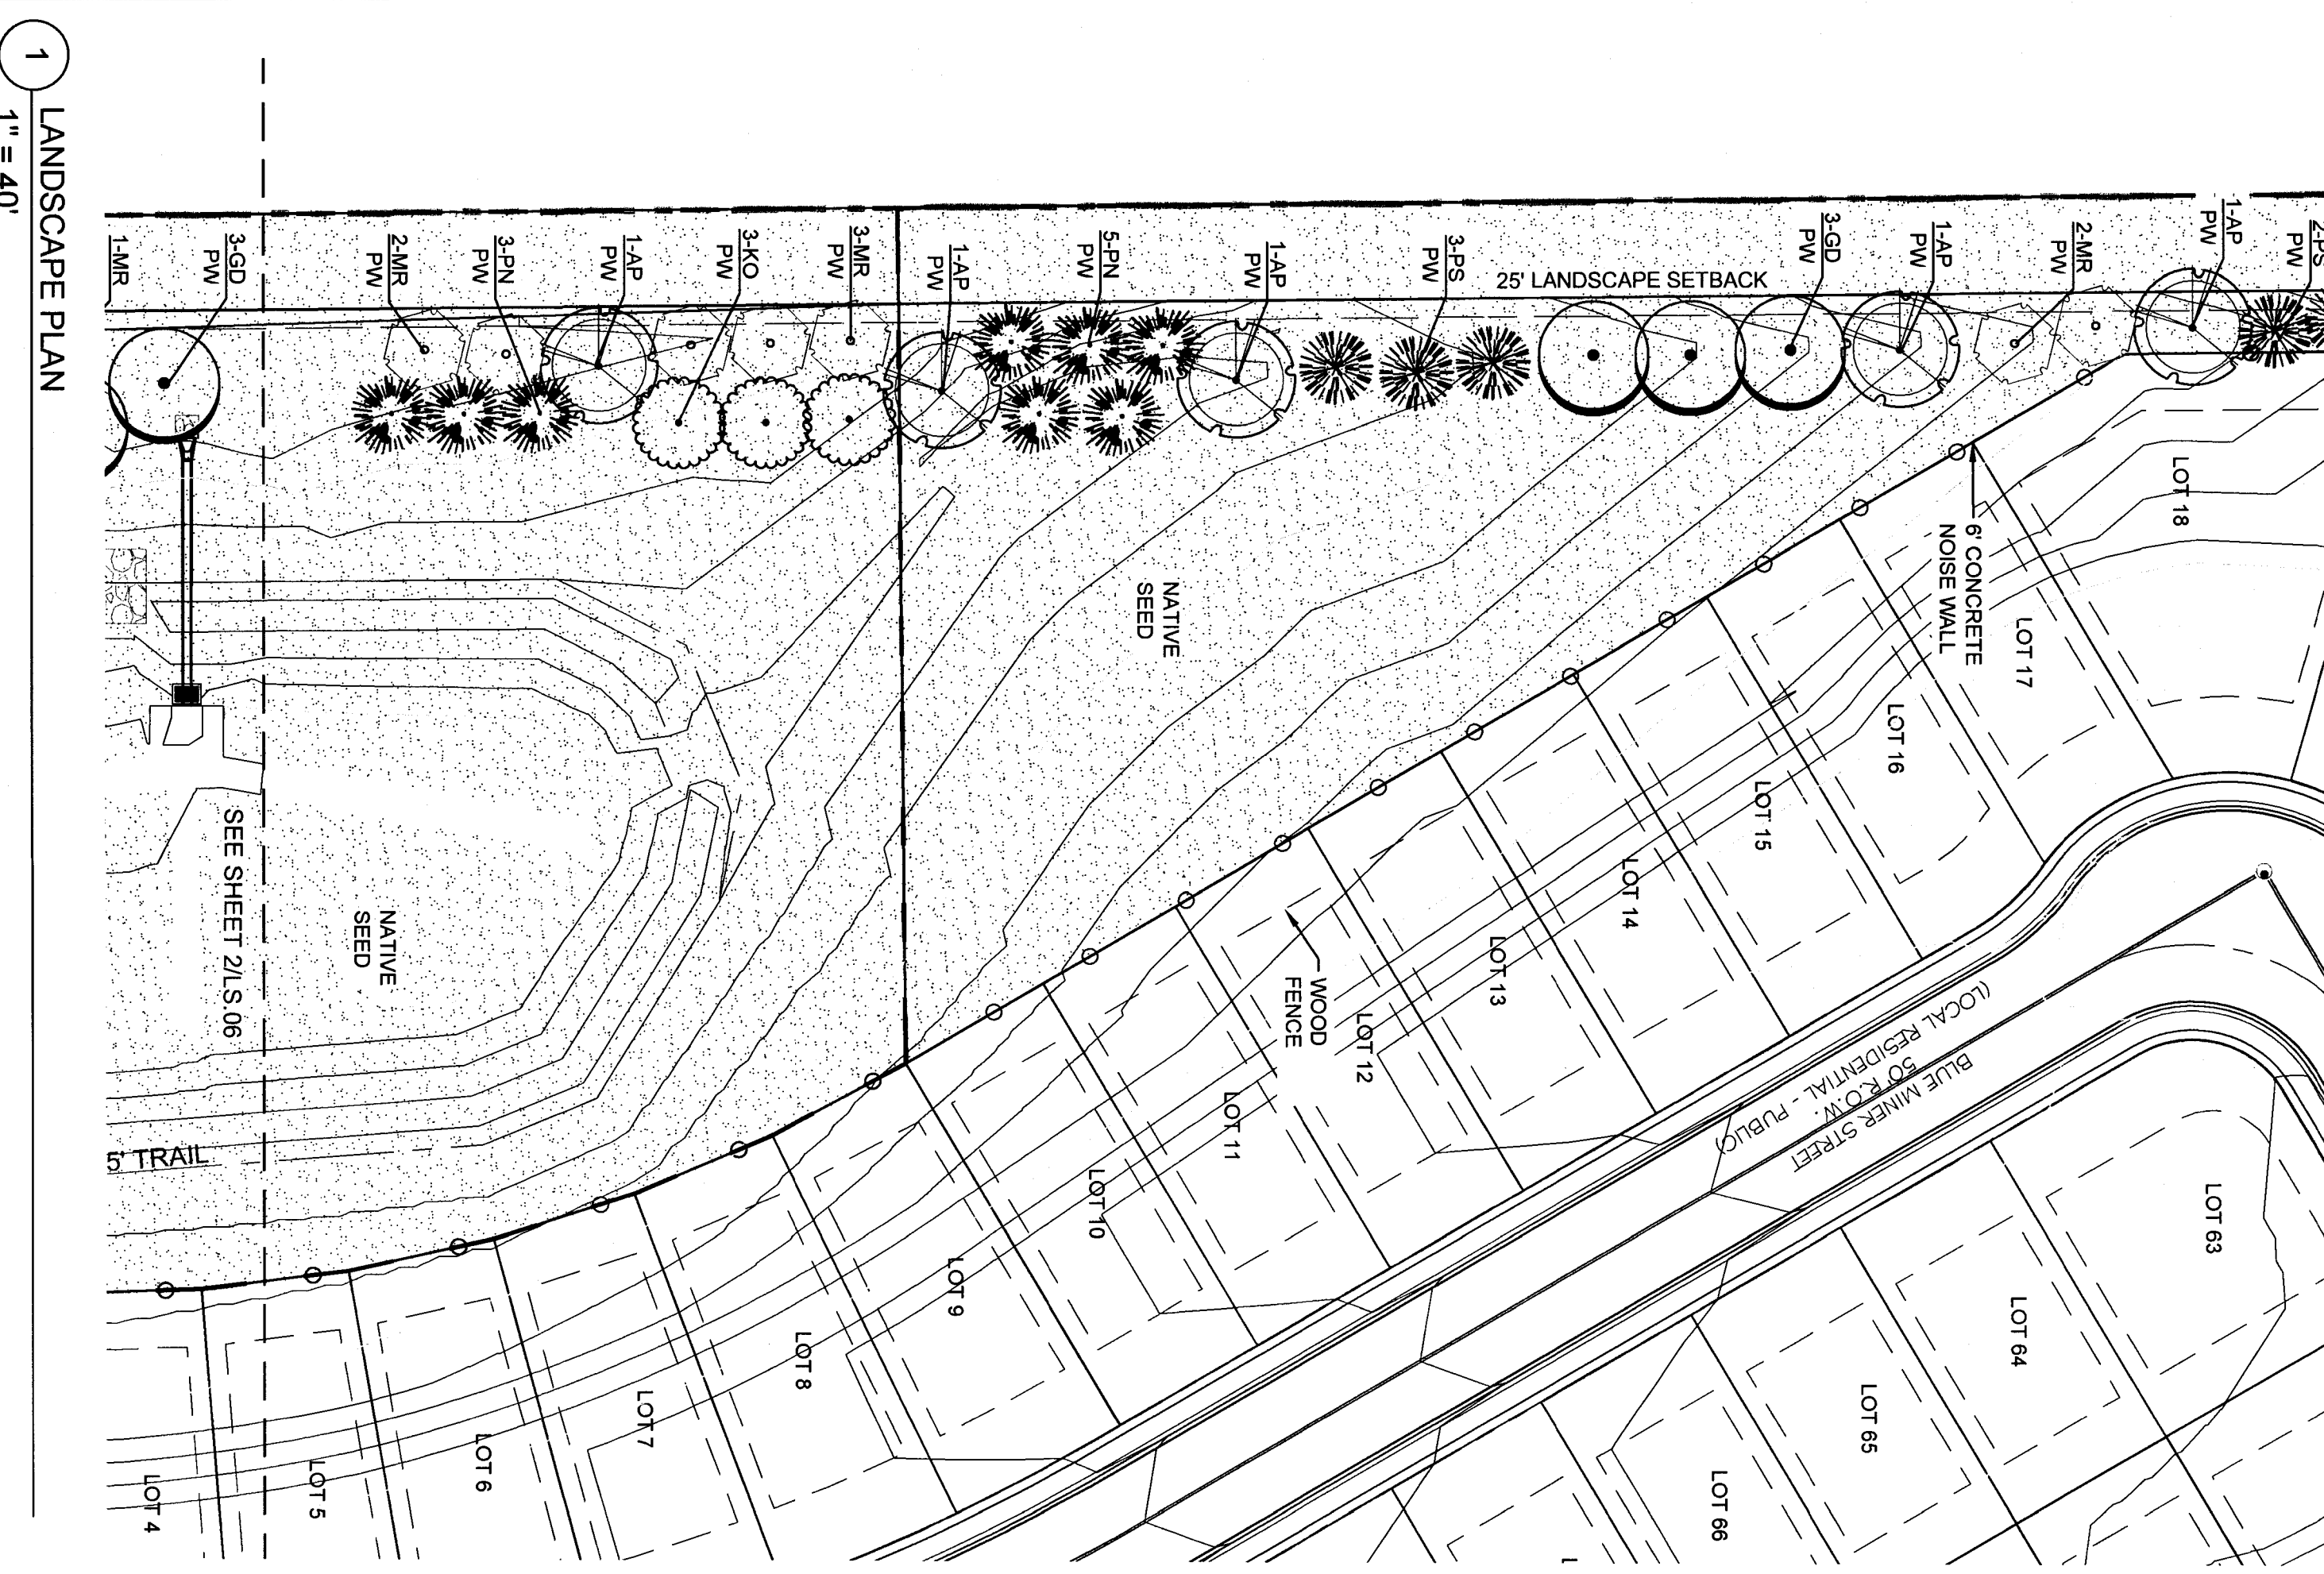 1
LANDSCAPE PLAN
1" = 40'
1-MR
3-GD
PW
2-MR
PW
3-PN
PW
1-AP
PW
3-KO
PW
3-MR
PW
1-AP
PW
5-PN
PW
1-AP
PW
3-PS
PW
25' LANDSCAPE SETBACK
3-GD
PW
1-AP
PW
2-MR
PW
1-AP
PW
2-PS
PW
NATIVE
SEED
6' CONCRETE
NOISE WALL
LOT 18
LOT 17
LOT 16
LOT 15
LOT 14
LOT 13
WOOD
FENCE
LOT 12
LOT 11
LOT 10
LOT 9
LOT 8
LOT 7
LOT 6
LOT 5
LOT 4
NATIVE
SEED
SEE SHEET 2/LS.06
5' TRAIL
BLUE MINER STREET
50' R.O.W.
(LOCAL RESIDENTIAL - PUBLIC)
LOT 63
LOT 64
LOT 65
LOT 66